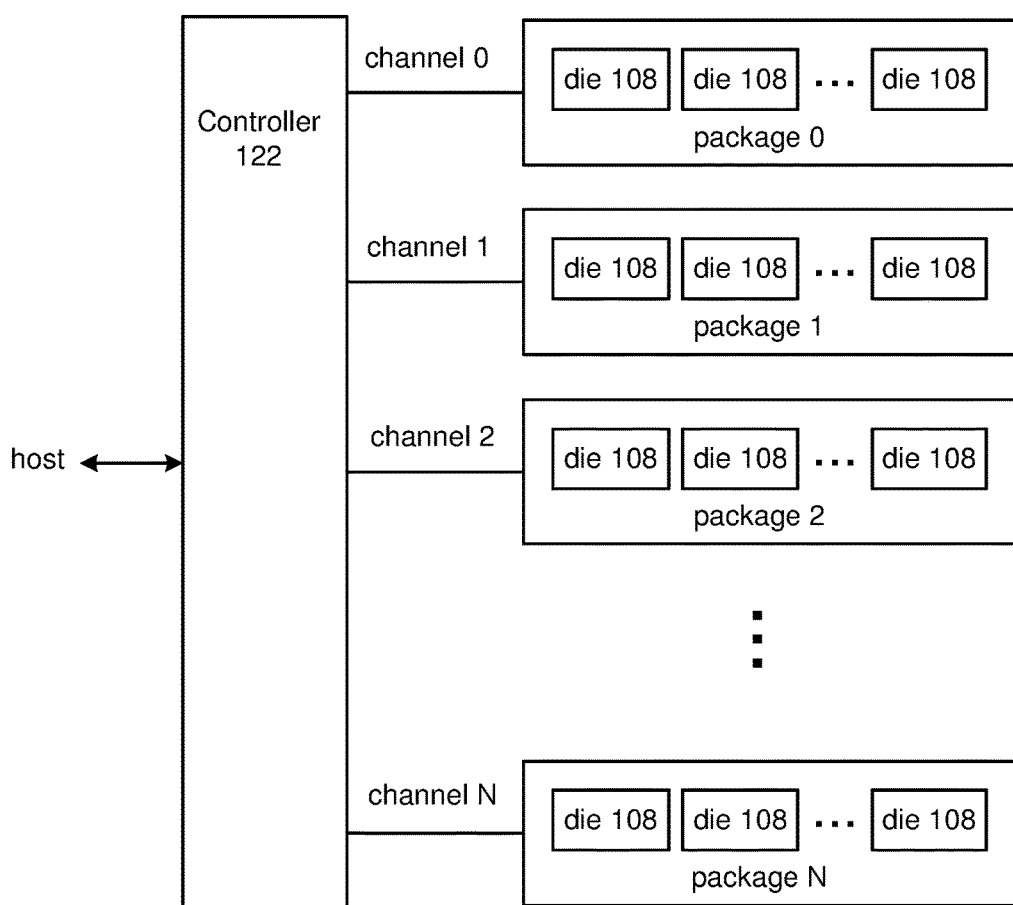 channel 0
die 108 die 108 ... die 108
package 0
Controller
122
channel 1
die 108 die 108 ... die 108
package 1
channel 2
die 108 die 108 ... die 108
package 2
host
channel N
die 108 die 108 ... die 108
package N